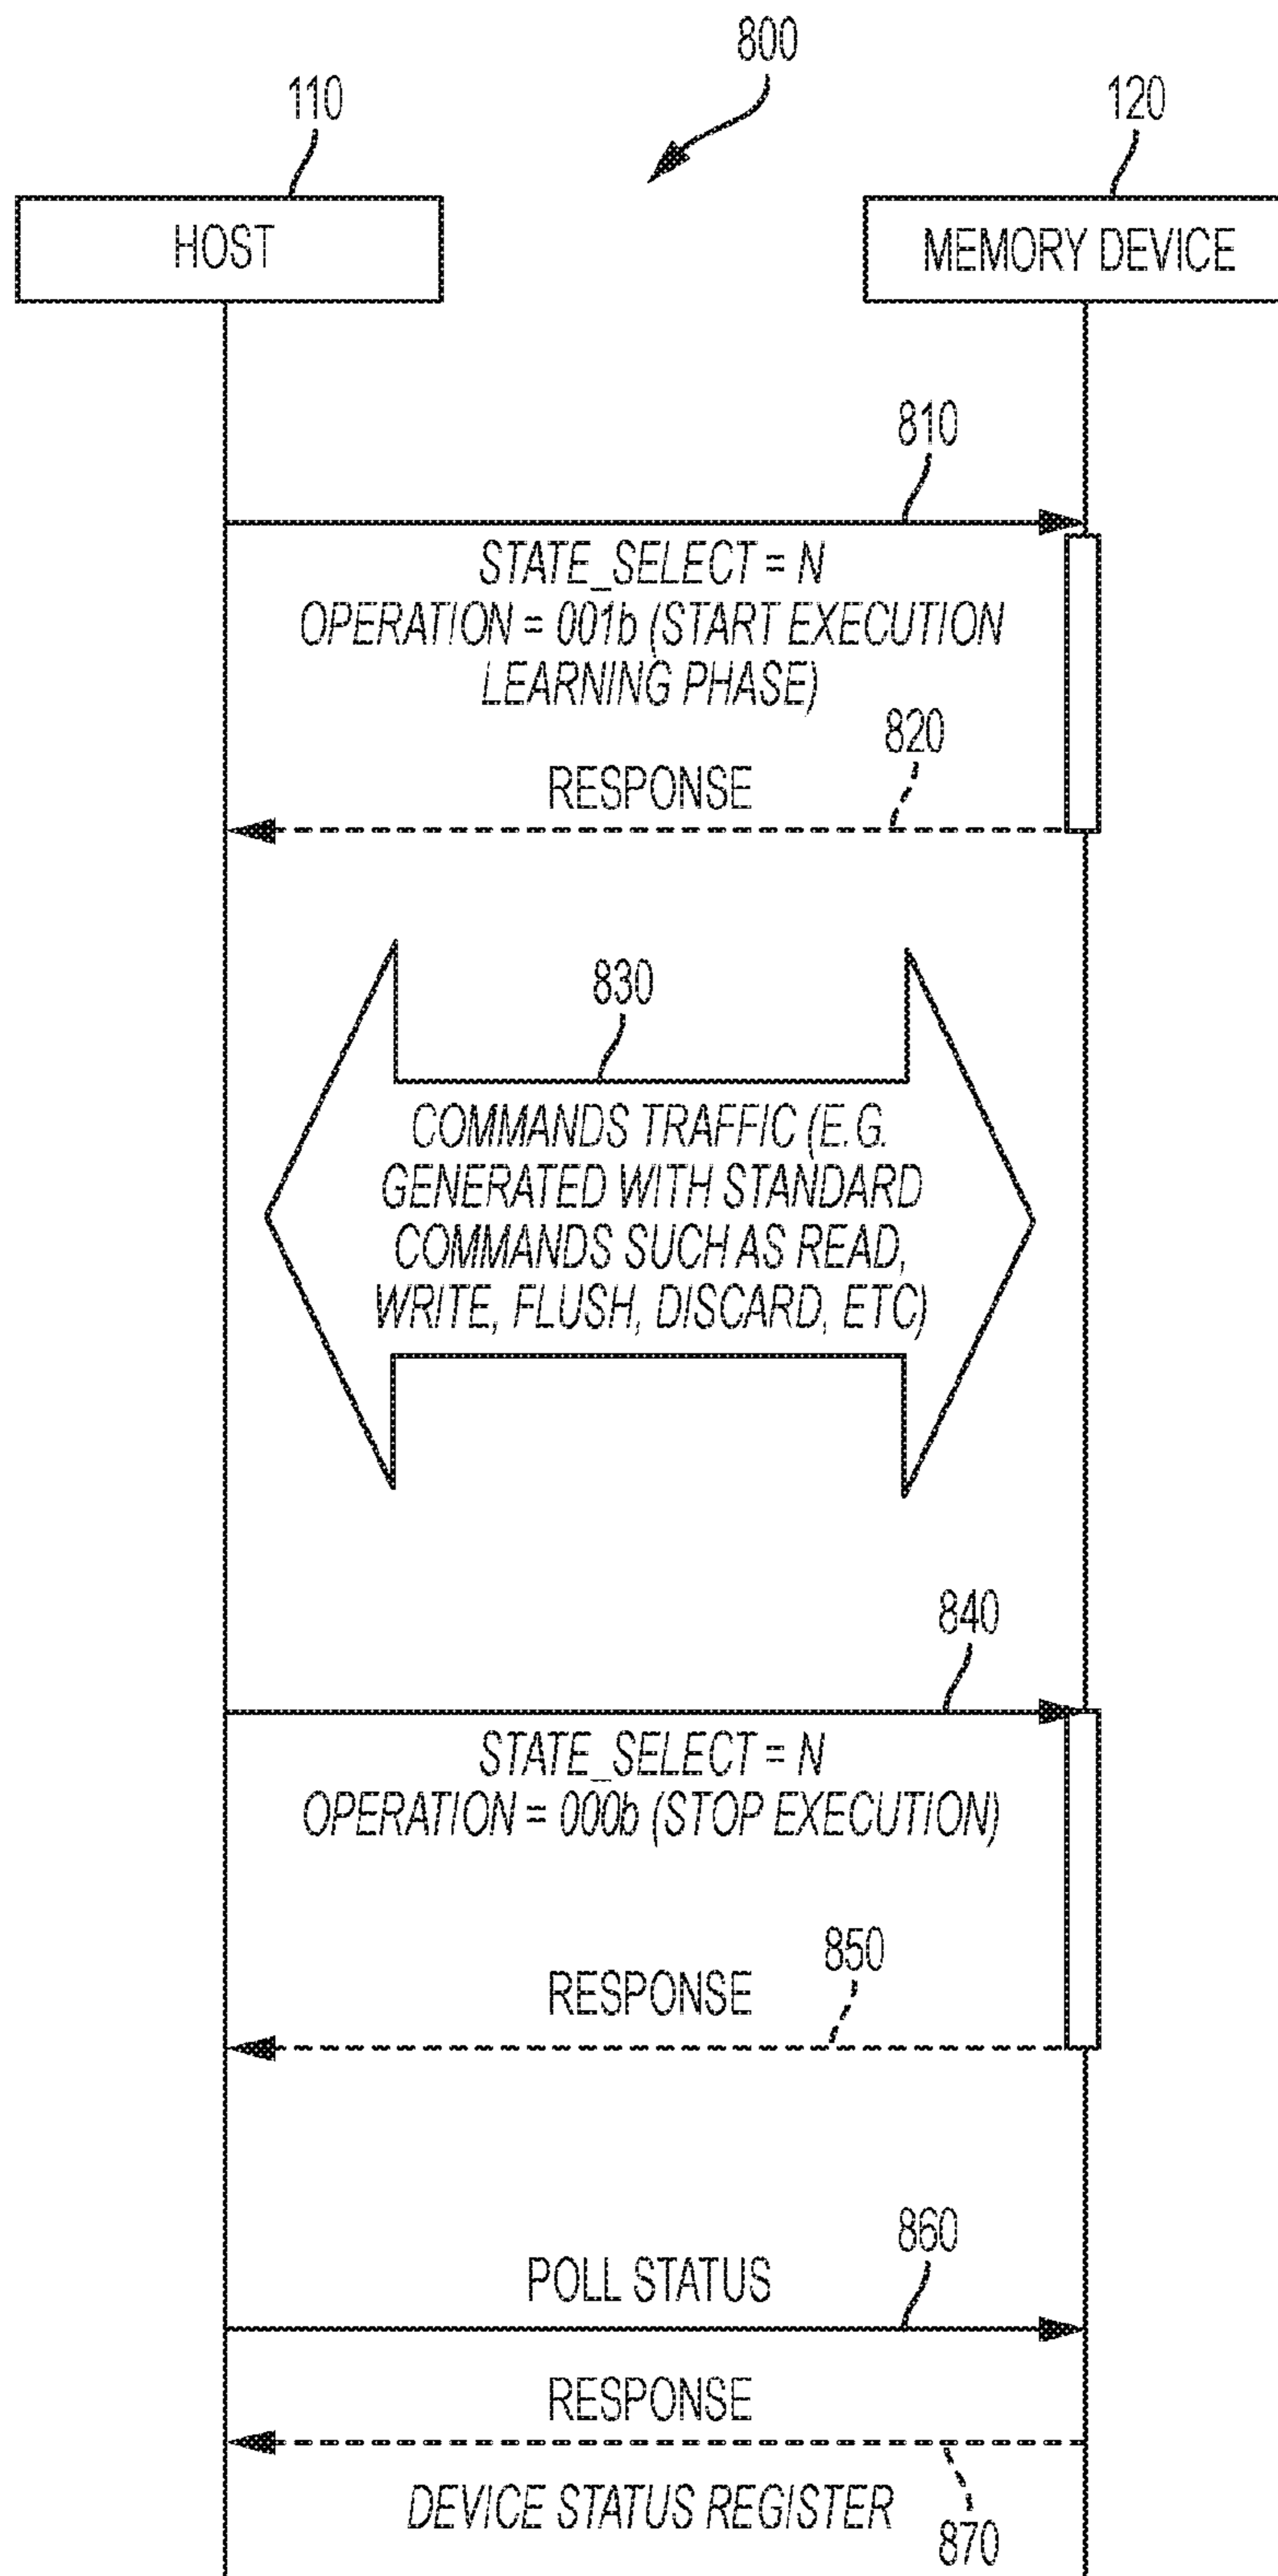 800
110
120
HOST
MEMORY DEVICE
810
STATE_SELECT = N
OPERATION = 001b (START EXECUTION
LEARNING PHASE)
820
RESPONSE
830
COMMANDS TRAFFIC (E.G.
GENERATED WITH STANDARD
COMMANDS SUCH AS READ,
WRITE, FLUSH, DISCARD, ETC)
840
STATE_SELECT = N
OPERATION = 000b (STOP EXECUTION)
850
RESPONSE
860
POLL STATUS
RESPONSE
DEVICE STATUS REGISTER
870